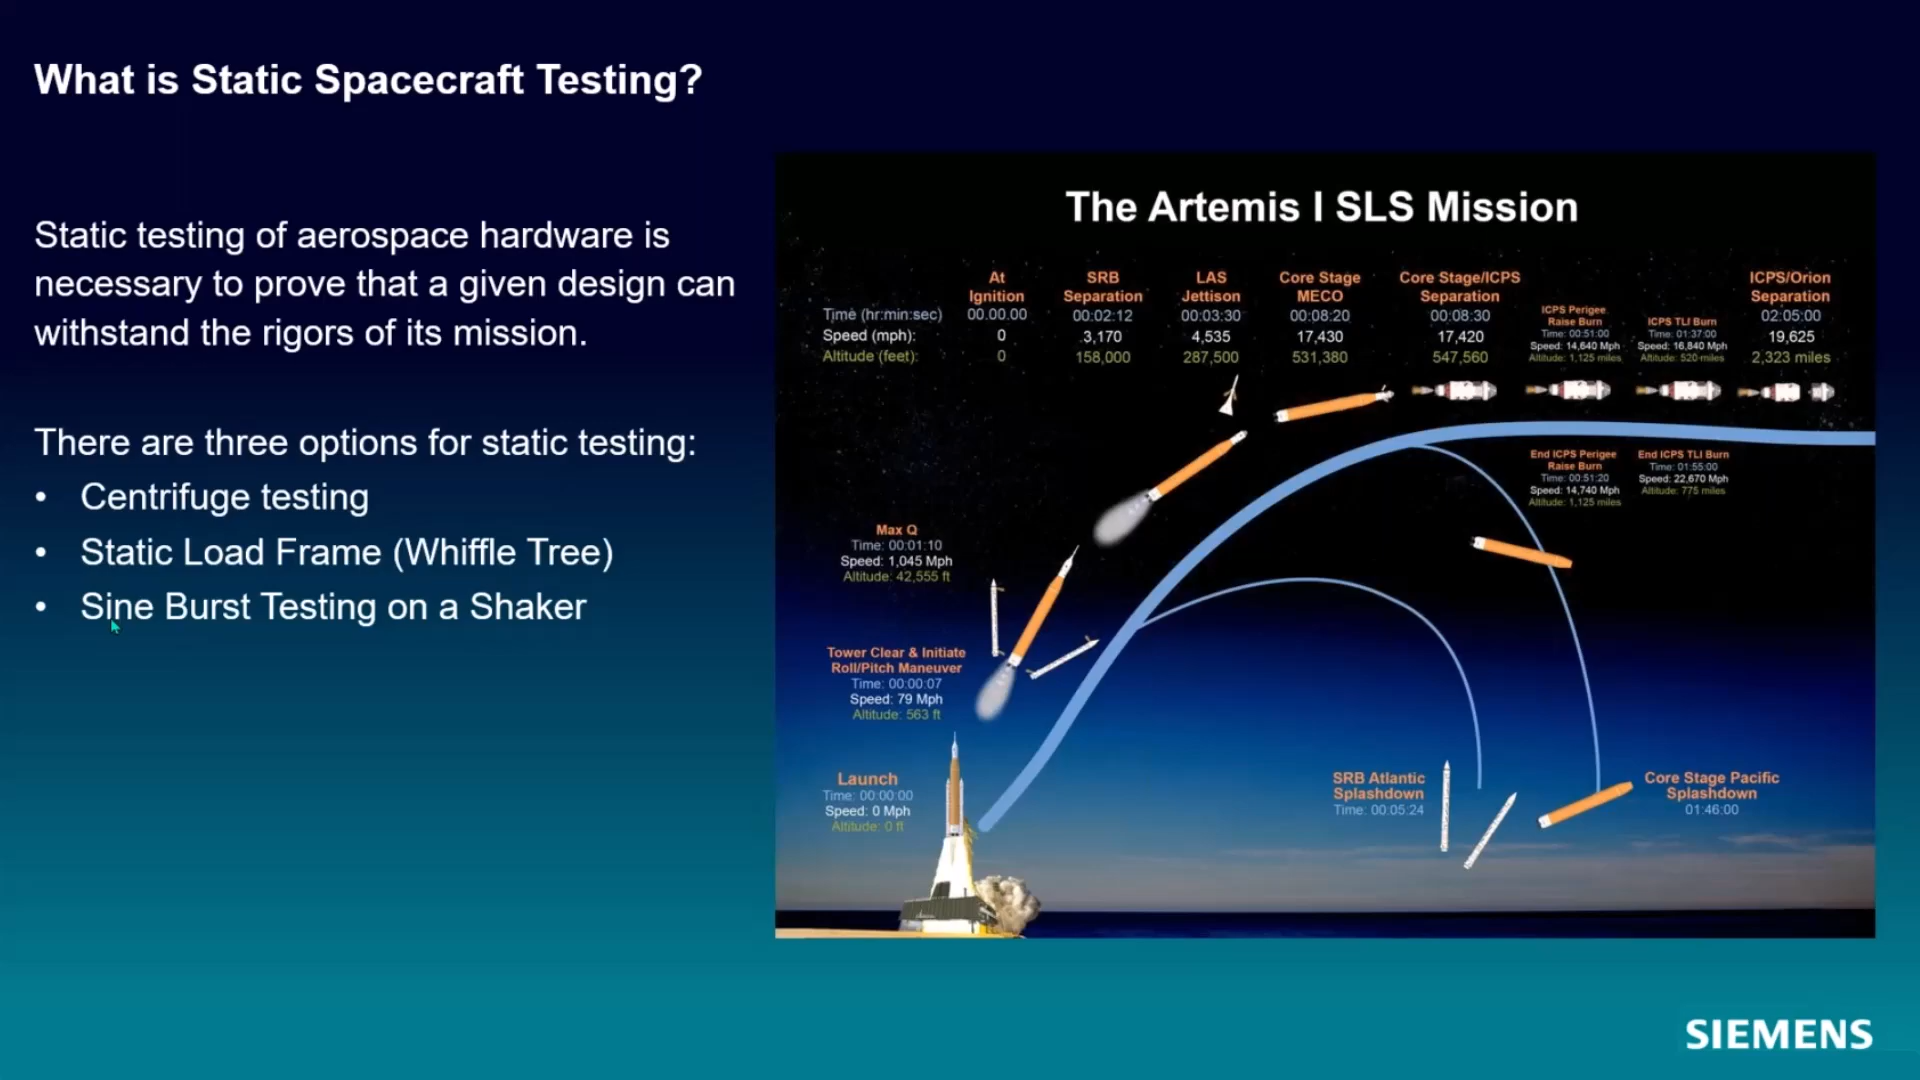 What is Static Spacecraft Testing?
Static testing of aerospace hardware is
necessary to prove that a given design can
withstand the rigors of its mission.
There are three options for static testing:
• Centrifuge testing
• Static Load Frame (Whiffle Tree)
• Sine Burst Testing on a Shaker
The Artemis I SLS Mission
At
Ignition
00.00.00
0
0
SRB
Separation
00:02:12
3,170
158,000
LAS
Jettison
00:03:30
4,535
287,500
Core Stage
MECO
00:08:20
17,430
531,380
Core Stage/ICPS
Separation
00:08:30
17,420
547,560
ICPS Perigee
Raise Burn
Time: 00:51:00
Speed: 14,640 Mph
Altitude: 1,125 miles
ICPS TLI Burn
Time: 01:37:00
Speed: 16,840 Mph
Altitude: 520 miles
ICPS/Orion
Separation
02:05:00
19,625
2,323 miles
Time (hr:min:sec)
Speed (mph):
Altitude (feet):
End ICPS Perigee
Raise Burn
Time: 00:51:20
Speed: 14,740 Mph
Altitude: 1,125 miles
End ICPS TLI Burn
Time: 01:55:00
Speed: 22,670 Mph
Altitude: 775 miles
Max Q
Time: 00:01:10
Speed: 1,045 Mph
Altitude: 42,555 ft
Tower Clear & Initiate
Roll/Pitch Maneuver
Time: 00:00:07
Speed: 79 Mph
Altitude: 563 ft
Launch
Time: 00:00:00
Speed: 0 Mph
Altitude: 0 ft
SRB Atlantic
Splashdown
Time: 00:05:24
Core Stage Pacific
Splashdown
01:46:00
SIEMENS